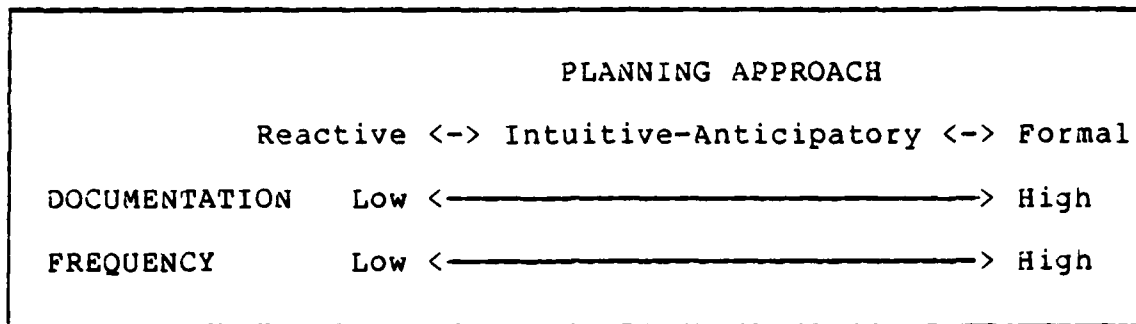 PLANNING APPROACH
Reactive <-> Intuitive-Anticipatory <-> Formal
DOCUMENTATION Low <————————————> High
FREQUENCY Low <————————————> High